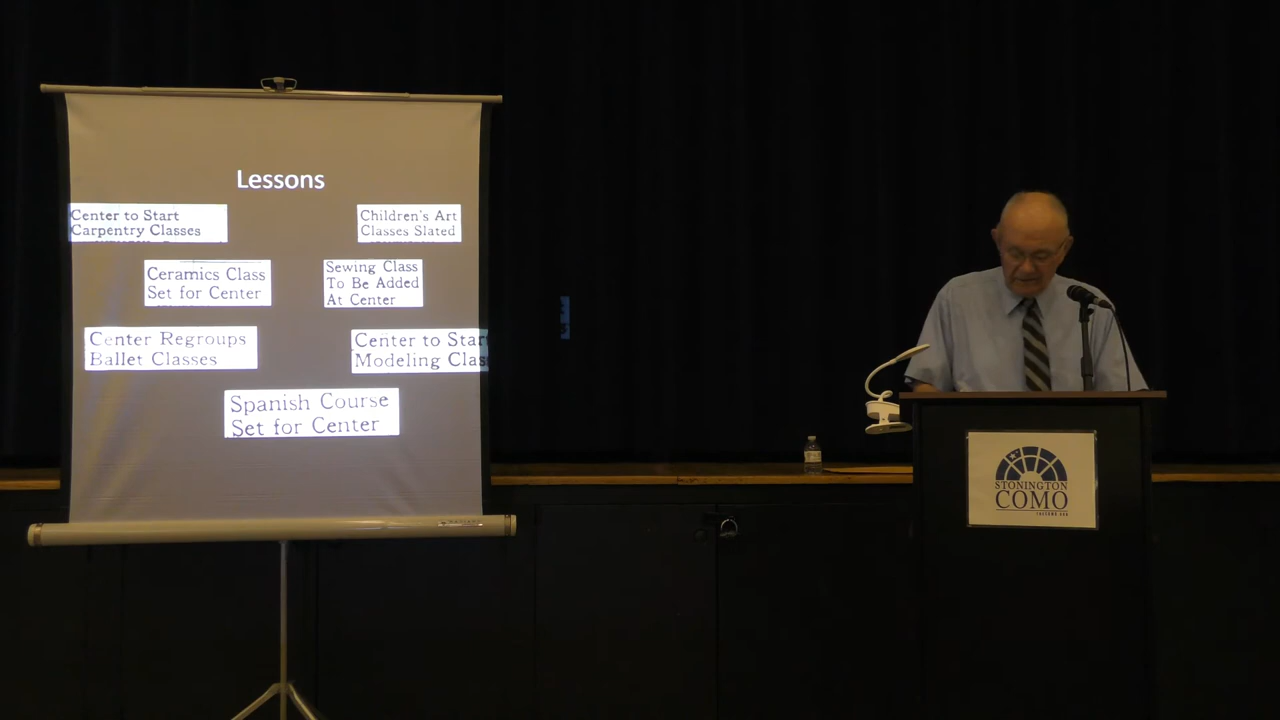 Lessons
Center to Start
Carpentry Classes
Children's Art
Classes Slated
Ceramics Class
Set for Center
Sewing Class
To Be Added
At Center
Center Regroups
Ballet Classes
Center to Start
Modeling Clas
Spanish Course
Set for Center
STONINGTON
COMO